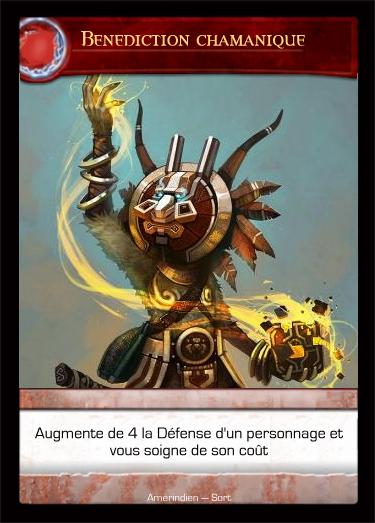 BENEDICTION CHAMANIQUE
Augmente de 4 la Défense d'un personnage et
vous soigne de son coût
Amerindien — Sort